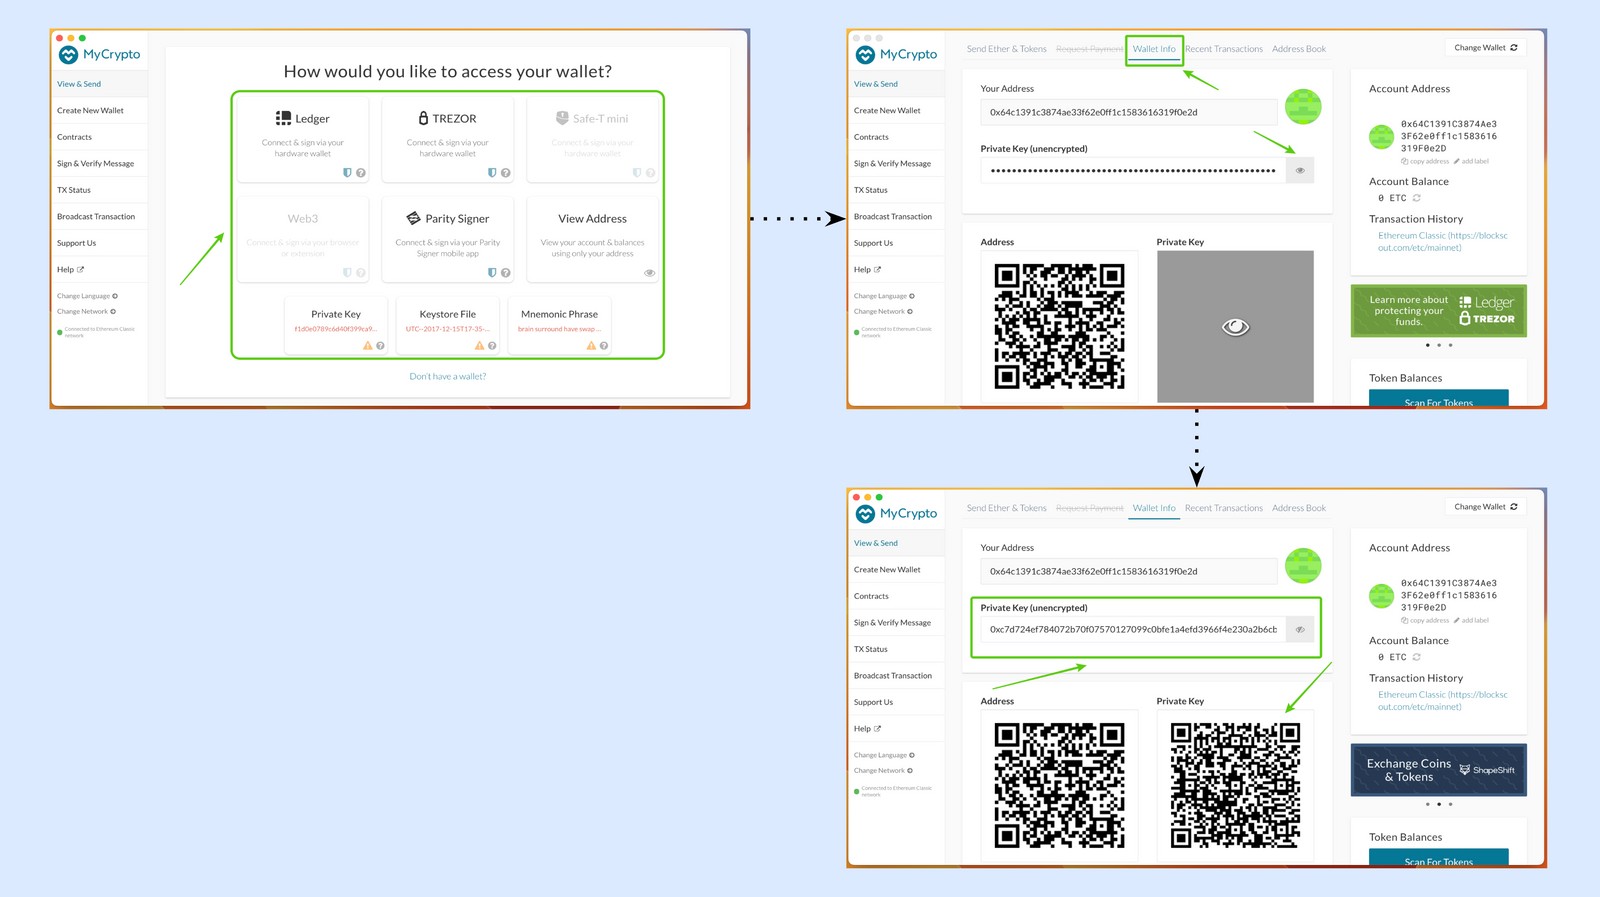 MyCrypto
View & Send
Create New Wallet
Contracts
Sign & Verify Message
TX Status
Broadcast Transaction
Support Us
Help
Change Language
Change Network
Connected to Ethereum Classic
network
How would you like to access your wallet?
Ledger
Connect & sign via your
hardware wallet
TREZOR
Connect & sign via your
hardware wallet
Safe-T mini
Connect & sign via your
hardware wallet
Web3
Connect & sign via your browser
or extension
Parity Signer
Connect & sign via your Parity
Signer mobile app
View Address
View your account & balances
using only your address
Private Key
f1d0e0789c6d40f399ca9...
Keystore File
UTC--2017-12-15T17-35-...
Mnemonic Phrase
brain surround have swap ...
Don't have a wallet?
MyCrypto
View & Send
Create New Wallet
Contracts
Sign & Verify Message
TX Status
Broadcast Transaction
Support Us
Help
Change Language
Change Network
Connected to Ethereum Classic
network
Send Ether & Tokens
Request Payment
Wallet Info
Recent Transactions
Address Book
Change Wallet
Your Address
0x64c1391c3874ae33f62e0ff1c1583616319f0e2d
Private Key (unencrypted)
Address
Private Key
Account Address
0x64C1391C3874Ae3
3F62e0ff1c1583616
319F0e2D
copy address
add label
Account Balance
0 ETC
Transaction History
Ethereum Classic (https://blocksc
out.com/etc/mainnet)
Learn more about
protecting your
funds.
Ledger
TREZOR
Token Balances
Scan For Tokens
MyCrypto
View & Send
Create New Wallet
Contracts
Sign & Verify Message
TX Status
Broadcast Transaction
Support Us
Help
Change Language
Change Network
Connected to Ethereum Classic
network
Send Ether & Tokens
Request Payment
Wallet Info
Recent Transactions
Address Book
Change Wallet
Your Address
0x64c1391c3874ae33f62e0ff1c1583616319f0e2d
Private Key (unencrypted)
0xc7d724ef784072b70f07570127099c0bfe1a4efd3966f4e230a2b6cb
Address
Private Key
Account Address
0x64C1391C3874Ae3
3F62e0ff1c1583616
319F0e2D
copy address
add label
Account Balance
0 ETC
Transaction History
Ethereum Classic (https://blocksc
out.com/etc/mainnet)
Exchange Coins
& Tokens
ShapeShift
Token Balances
Scan For Tokens